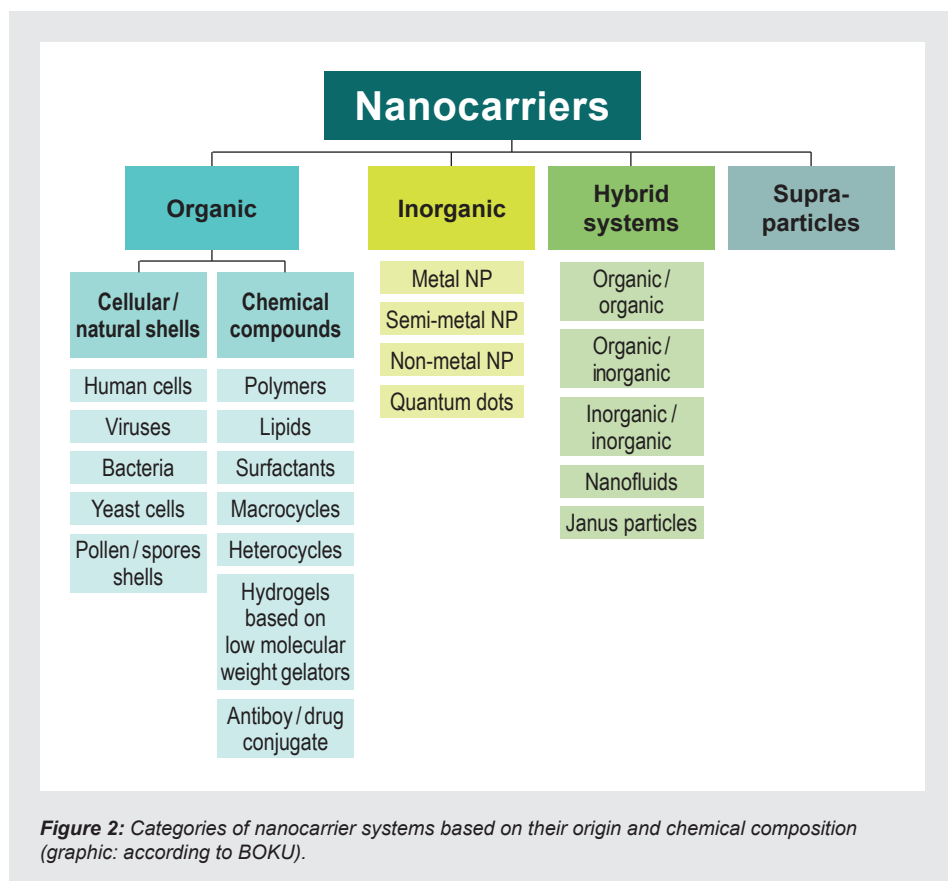 Nanocarriers
Organic
Cellular / 
natural shells
Human cells
Viruses
Bacteria
Yeast cells
Pollen / spores
shells
Chemical
compounds
Polymers
Lipids
Surfactants
Macrocycles
Heterocycles
Hydrogels
based on
low molecular
weight gelators
Antiboy / drug
conjugate
Inorganic
Metal NP
Semi-metal NP
Non-metal NP
Quantum dots
Hybrid
systems
Organic /
organic
Organic /
inorganic
Inorganic /
inorganic
Nanofluids
Janus particles
Supra-
particles
Figure 2: Categories of nanocarrier systems based on their origin and chemical composition
(graphic: according to BOKU).